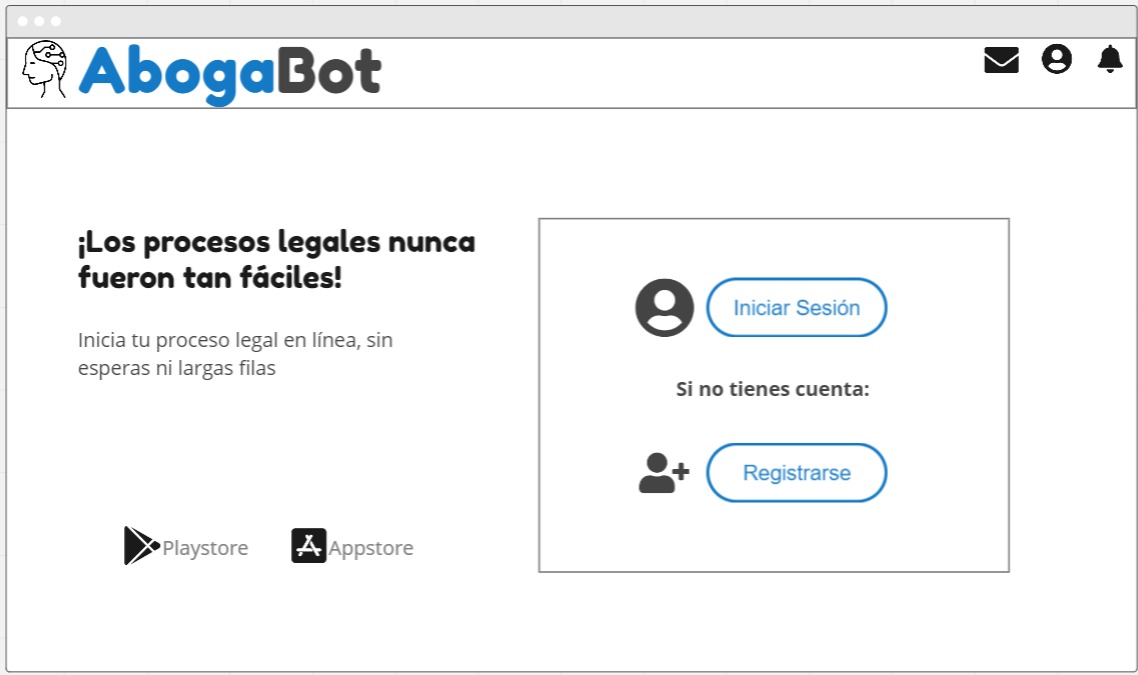 AbogaBot
¡Los procesos legales nunca
fueron tan fáciles!
Inicia tu proceso legal en línea, sin
esperas ni largas filas
Playstore
Appstore
Iniciar Sesión
Si no tienes cuenta:
Registrarse